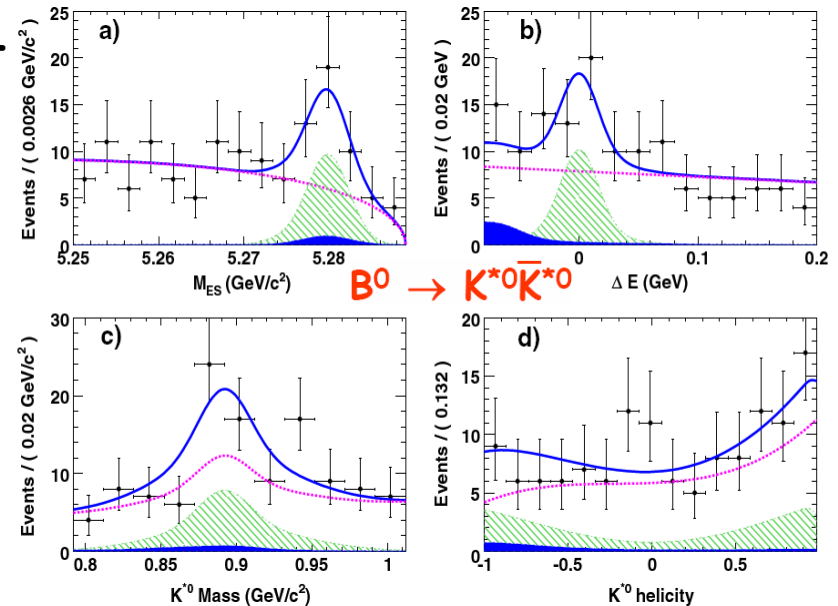 a)
Events / ( 0.0026 GeV/c² )
25
20
15
10
5
0
5.25 5.26 5.27 5.28
M_ES (GeV/c²)
b)
Events / ( 0.02 GeV )
25
20
15
10
5
0
0 0.1 0.2
Δ E (GeV)
B⁰ → K*⁰K̅*⁰
c)
Events / ( 0.02 GeV/c² )
30
20
10
0
0.8 0.85 0.9 0.95 1
K*⁰ Mass (GeV/c²)
d)
Events / ( 0.132 )
20
15
10
5
0
-1 -0.5 0 0.5
K*⁰ helicity